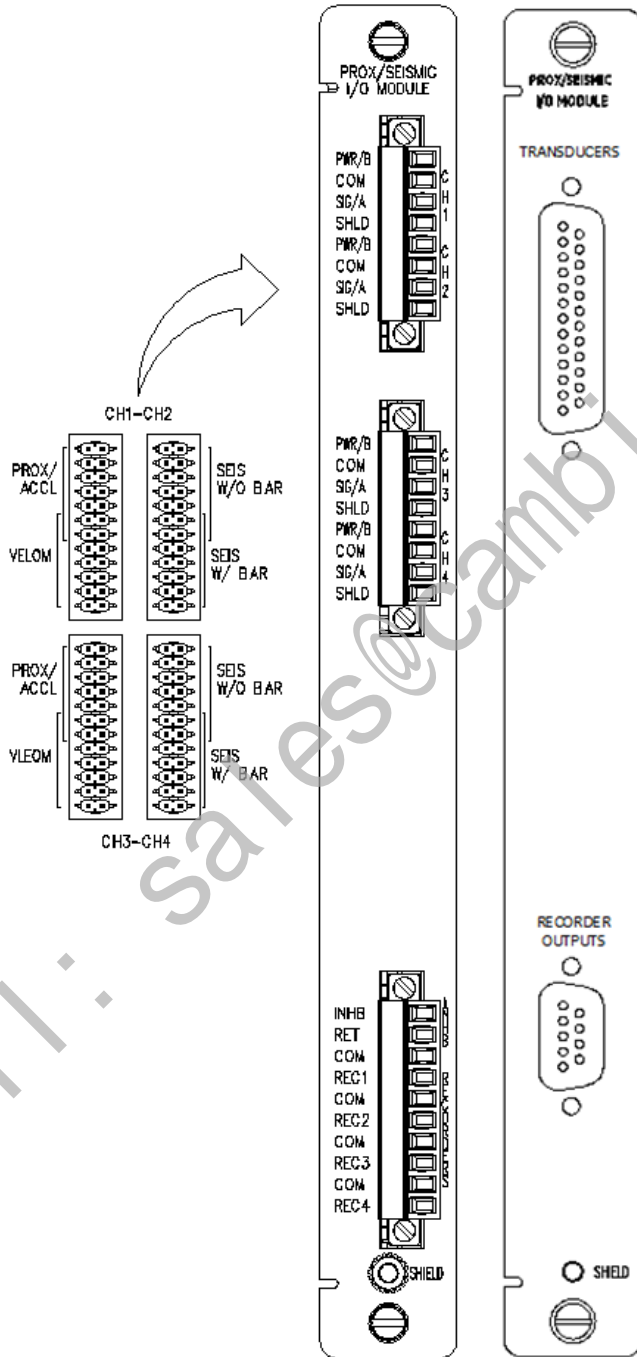 PROX/SEISMIC
I/O MODULE
PWR/B
COM
SIG/A
SHLD
PWR/B
COM
SIG/A
SHLD
CH1
CH2
PWR/B
COM
SIG/A
SHLD
PWR/B
COM
SIG/A
SHLD
CH3
CH4
INHB
RET
COM
REC1
COM
REC2
COM
REC3
COM
REC4
SHIELD
CH1-CH2
PROX/
ACCL
VELOM
SEIS
W/O BAR
SEIS
W/ BAR
PROX/
ACCL
VLEOM
SEIS
W/O BAR
SEIS
W/ BAR
CH3-CH4
PROX/SEISMIC
I/O MODULE
TRANSDUCERS
RECORDER
OUTPUTS
SHIELD
l: sales@cambi